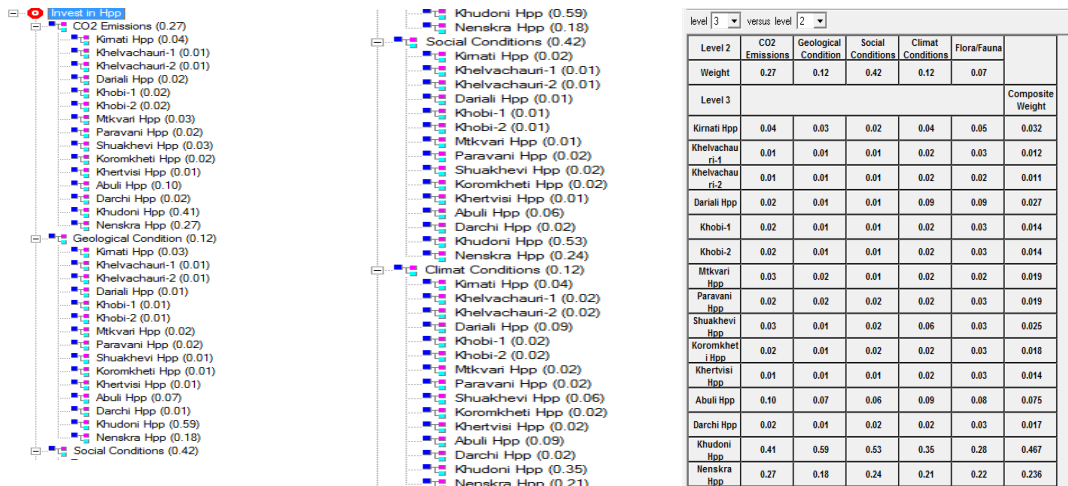 Invest in Hpp
CO2 Emissions (0.27)
Kirnati Hpp (0.04)
Khelvachauri-1 (0.01)
Khelvachauri-2 (0.01)
Dariali Hpp (0.02)
Khobi-1 (0.02)
Khobi-2 (0.02)
Mtkvari Hpp (0.03)
Paravani Hpp (0.02)
Shuakhevi Hpp (0.03)
Koromkheti Hpp (0.02)
Khertvisi Hpp (0.01)
Abuli Hpp (0.10)
Darchi Hpp (0.02)
Khudoni Hpp (0.41)
Nenskra Hpp (0.27)
Geological Condition (0.12)
Kirnati Hpp (0.03)
Khelvachauri-1 (0.01)
Khelvachauri-2 (0.01)
Dariali Hpp (0.01)
Khobi-1 (0.01)
Khobi-2 (0.01)
Mtkvari Hpp (0.02)
Paravani Hpp (0.02)
Shuakhevi Hpp (0.01)
Koromkheti Hpp (0.01)
Khertvisi Hpp (0.01)
Abuli Hpp (0.07)
Darchi Hpp (0.01)
Khudoni Hpp (0.59)
Nenskra Hpp (0.18)
Social Conditions (0.42)
Khudoni Hpp (0.59)
Nenskra Hpp (0.18)
Social Conditions (0.42)
Kirnati Hpp (0.02)
Khelvachauri-1 (0.01)
Khelvachauri-2 (0.01)
Dariali Hpp (0.01)
Khobi-1 (0.01)
Khobi-2 (0.01)
Mtkvari Hpp (0.01)
Paravani Hpp (0.02)
Shuakhevi Hpp (0.02)
Koromkheti Hpp (0.02)
Khertvisi Hpp (0.01)
Abuli Hpp (0.06)
Darchi Hpp (0.02)
Khudoni Hpp (0.53)
Nenskra Hpp (0.24)
Climat Conditions (0.12)
Kirnati Hpp (0.04)
Khelvachauri-1 (0.02)
Khelvachauri-2 (0.02)
Dariali Hpp (0.09)
Khobi-1 (0.02)
Khobi-2 (0.02)
Mtkvari Hpp (0.02)
Paravani Hpp (0.02)
Shuakhevi Hpp (0.06)
Koromkheti Hpp (0.02)
Khertvisi Hpp (0.02)
Abuli Hpp (0.09)
Darchi Hpp (0.02)
Khudoni Hpp (0.35)
Nenskra Hpp (0.21)
level 3 versus level 2
Level 2 CO2 Emissions Geological Condition Social Conditions Climat Conditions Flora/Fauna
Weight 0.27 0.12 0.42 0.12 0.07
Level 3 Composite Weight
Kirnati Hpp 0.04 0.03 0.02 0.04 0.05 0.032
Khelvachau ri-1 0.01 0.01 0.01 0.02 0.03 0.012
Khelvachau ri-2 0.01 0.01 0.01 0.02 0.02 0.011
Dariali Hpp 0.02 0.01 0.01 0.09 0.09 0.027
Khobi-1 0.02 0.01 0.01 0.02 0.03 0.014
Khobi-2 0.02 0.01 0.01 0.02 0.03 0.014
Mtkvari Hpp 0.03 0.02 0.01 0.02 0.02 0.019
Paravani Hpp 0.02 0.02 0.02 0.02 0.03 0.019
Shuakhevi Hpp 0.03 0.01 0.02 0.06 0.03 0.025
Koromkhet i Hpp 0.02 0.01 0.02 0.02 0.03 0.018
Khertvisi Hpp 0.01 0.01 0.01 0.02 0.03 0.014
Abuli Hpp 0.10 0.07 0.06 0.09 0.08 0.075
Darchi Hpp 0.02 0.01 0.02 0.02 0.03 0.017
Khudoni Hpp 0.41 0.59 0.53 0.35 0.28 0.467
Nenskra Hpp 0.27 0.18 0.24 0.21 0.22 0.236